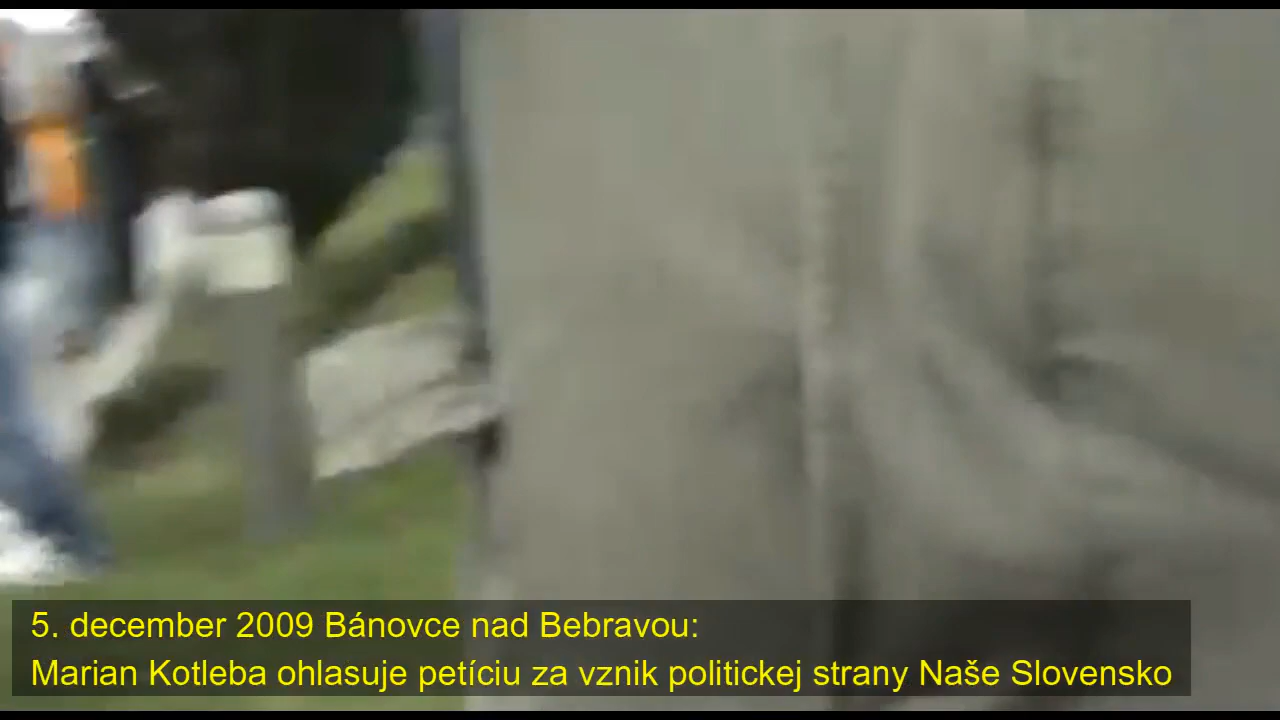 5. december 2009 Bánovce nad Bebravou:
Marian Kotleba ohlasuje petíciu za vznik politickej strany Naše Slovensko